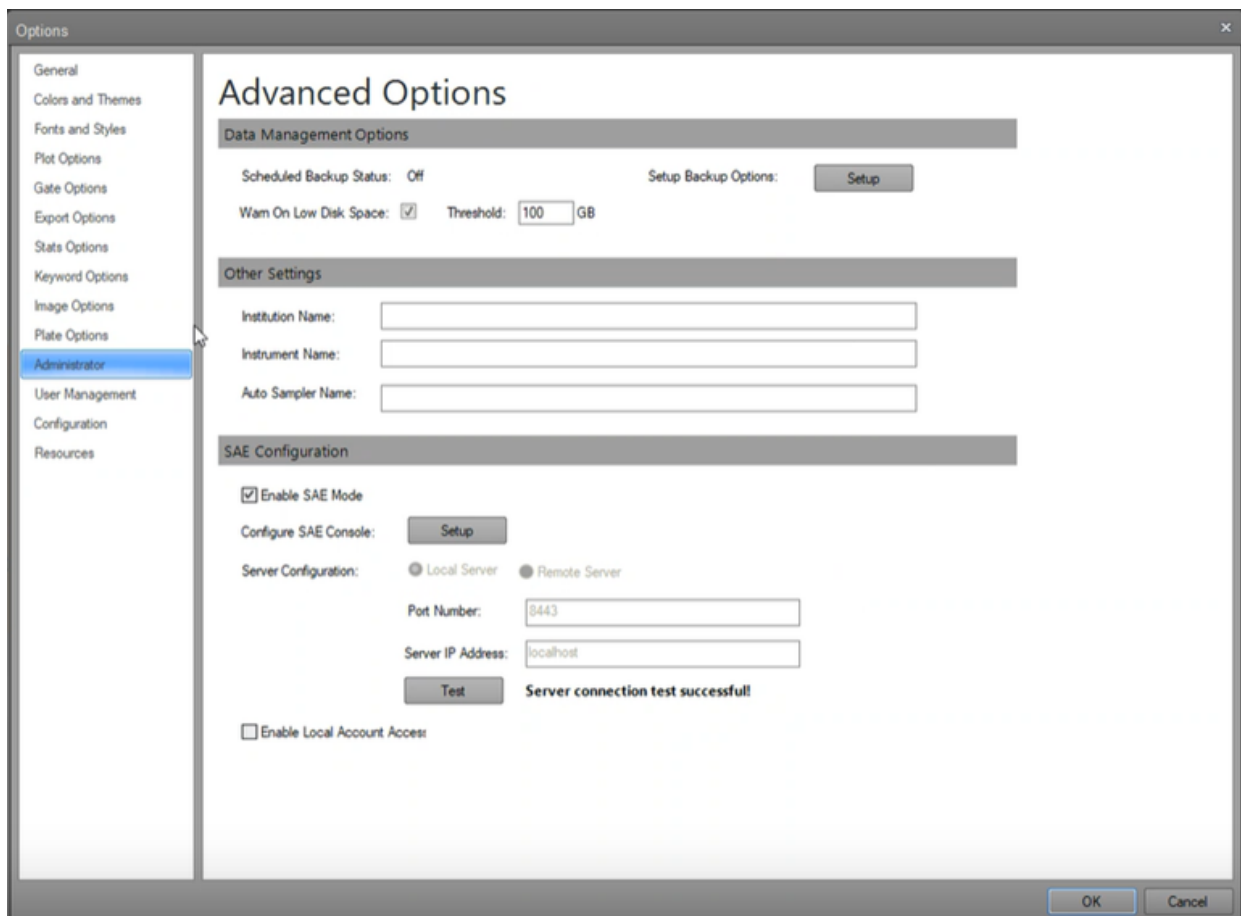 Options
General
Colors and Themes
Fonts and Styles
Plot Options
Gate Options
Export Options
Stats Options
Keyword Options
Image Options
Plate Options
Administrator
User Management
Configuration
Resources
Advanced Options
Data Management Options
Scheduled Backup Status: Off Setup Backup Options: Setup
Warn On Low Disk Space: Threshold: 100 GB
Other Settings
Institution Name:
Instrument Name:
Auto Sampler Name:
SAE Configuration
Enable SAE Mode
Configure SAE Console: Setup
Server Configuration: Local Server Remote Server
Port Number: 8443
Server IP Address: localhost
Test Server connection test successful!
Enable Local Account Access
OK Cancel